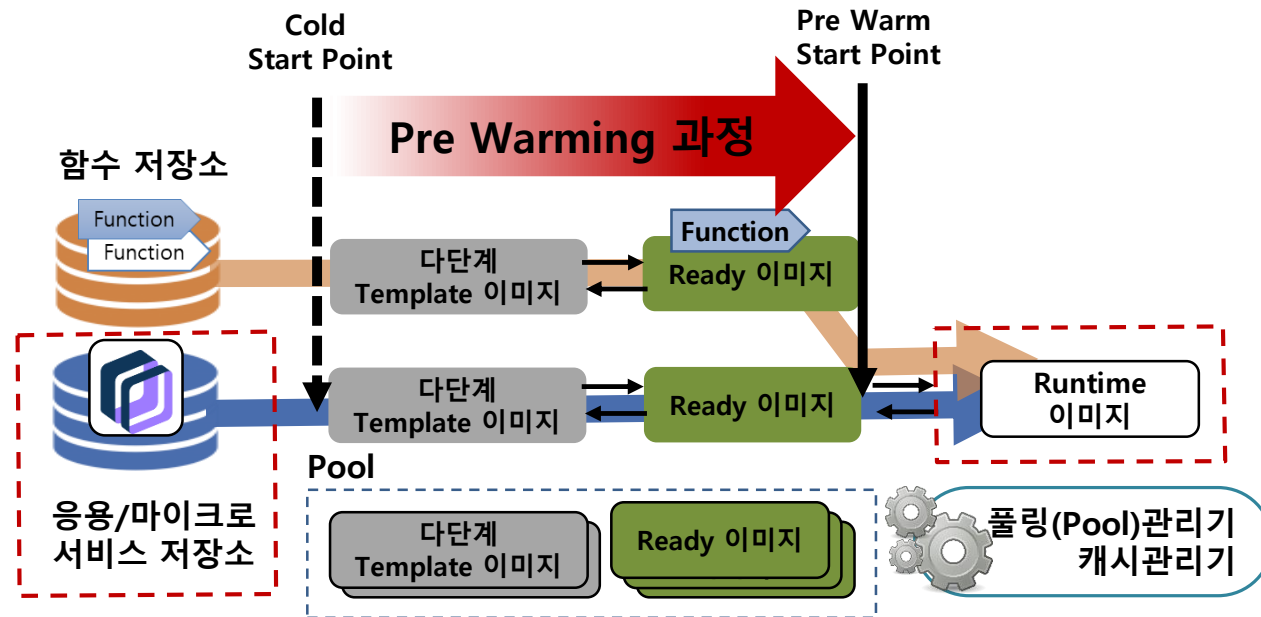 Cold
Start Point
Pre Warm
Start Point
Pre Warming 과정
함수 저장소
Function
Function
Function
다단계
Template 이미지
Ready 이미지
다단계
Template 이미지
Ready 이미지
Runtime
이미지
Pool
응용/마이크로
서비스 저장소
다단계
Template 이미지
Ready 이미지
풀링(Pool)관리기
캐시관리기